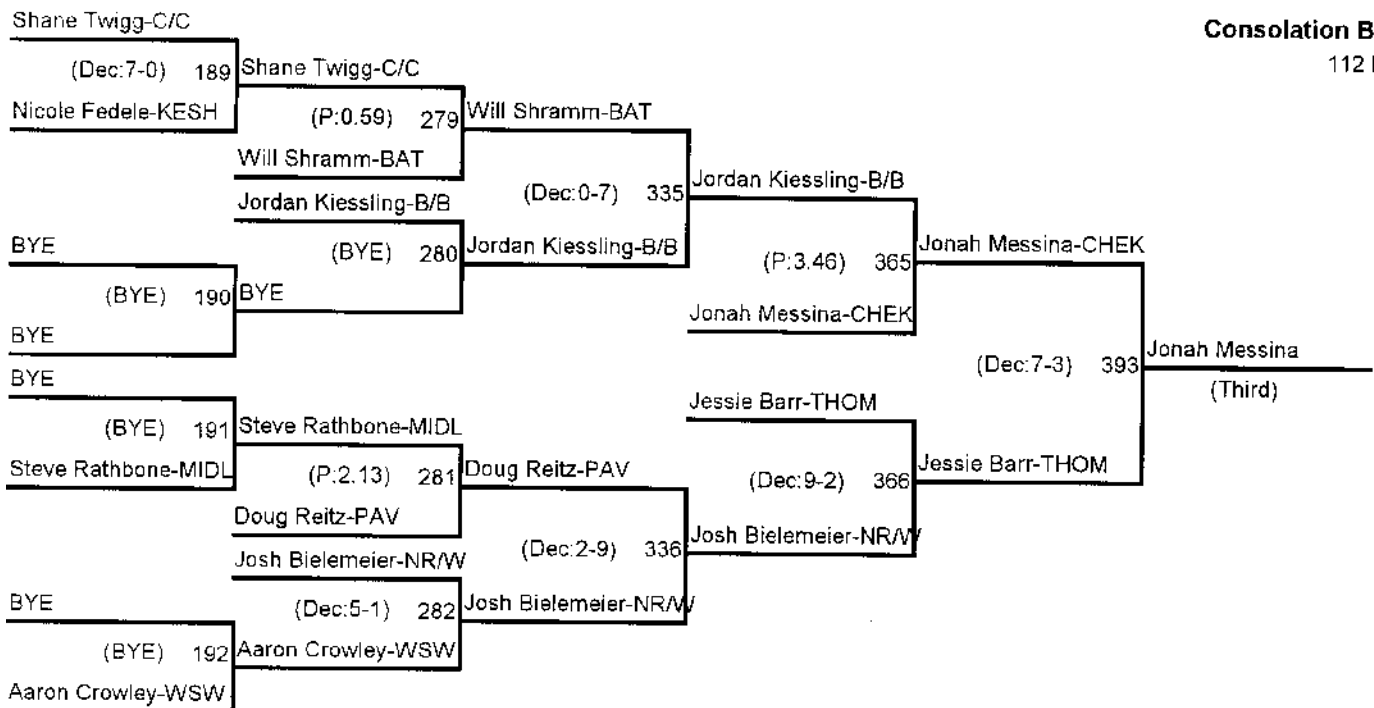 Shane Twigg-C/C
Consolation B
(Dec:7-0) 189 Shane Twigg-C/C
112
Nicole Fedele-KESH
(P:0.59) 279 Will Shramm-BAT
Will Shramm-BAT
(Dec:0-7) 335 Jordan Kiessling-B/B
Jordan Kiessling-B/B
BYE
(BYE) 280 Jordan Kiessling-B/B
(P:3.46) 365 Jonah Messina-CHEK
(BYE) 190 BYE
Jonah Messina-CHEK
BYE
(Dec:7-3) 393 Jonah Messina
(Third)
BYE
Jessie Barr-THOM
(BYE) 191 Steve Rathbone-MIDL
Steve Rathbone-MIDL
(P:2.13) 281 Doug Reitz-PAV
(Dec:9-2) 366 Jessie Barr-THOM
Doug Reitz-PAV
(Dec:2-9) 336 Josh Bielemeier-NR/W
Josh Bielemeier-NR/W
BYE
(Dec:5-1) 282 Josh Bielemeier-NR/W
(BYE) 192 Aaron Crowley-WSW
Aaron Crowley-WSW